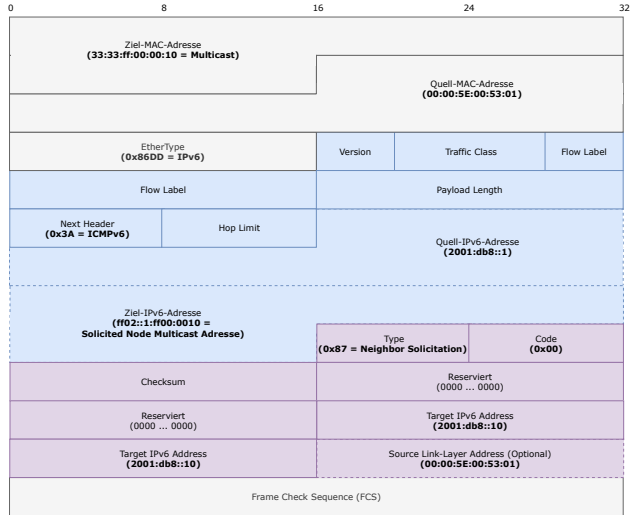 0 8 16 24 32
Ziel-MAC-Adresse
(33:33:ff:00:00:10 = Multicast)
Quell-MAC-Adresse
(00:00:5E:00:53:01)
EtherType
(0x86DD = IPv6)
Version
Traffic Class
Flow Label
Flow Label
Payload Length
Next Header
(0x3A = ICMPv6)
Hop Limit
Quell-IPv6-Adresse
(2001:db8::1)
Ziel-IPv6-Adresse
(ff02::1:ff00:0010 =
Solicited Node Multicast Adresse)
Type
(0x87 = Neighbor Solicitation)
Code
(0x00)
Checksum
Reserviert
(0000 ... 0000)
Reserviert
(0000 ... 0000)
Target IPv6 Address
(2001:db8::10)
Target IPv6 Address
(2001:db8::10)
Source Link-Layer Address (Optional)
(00:00:5E:00:53:01)
Frame Check Sequence (FCS)